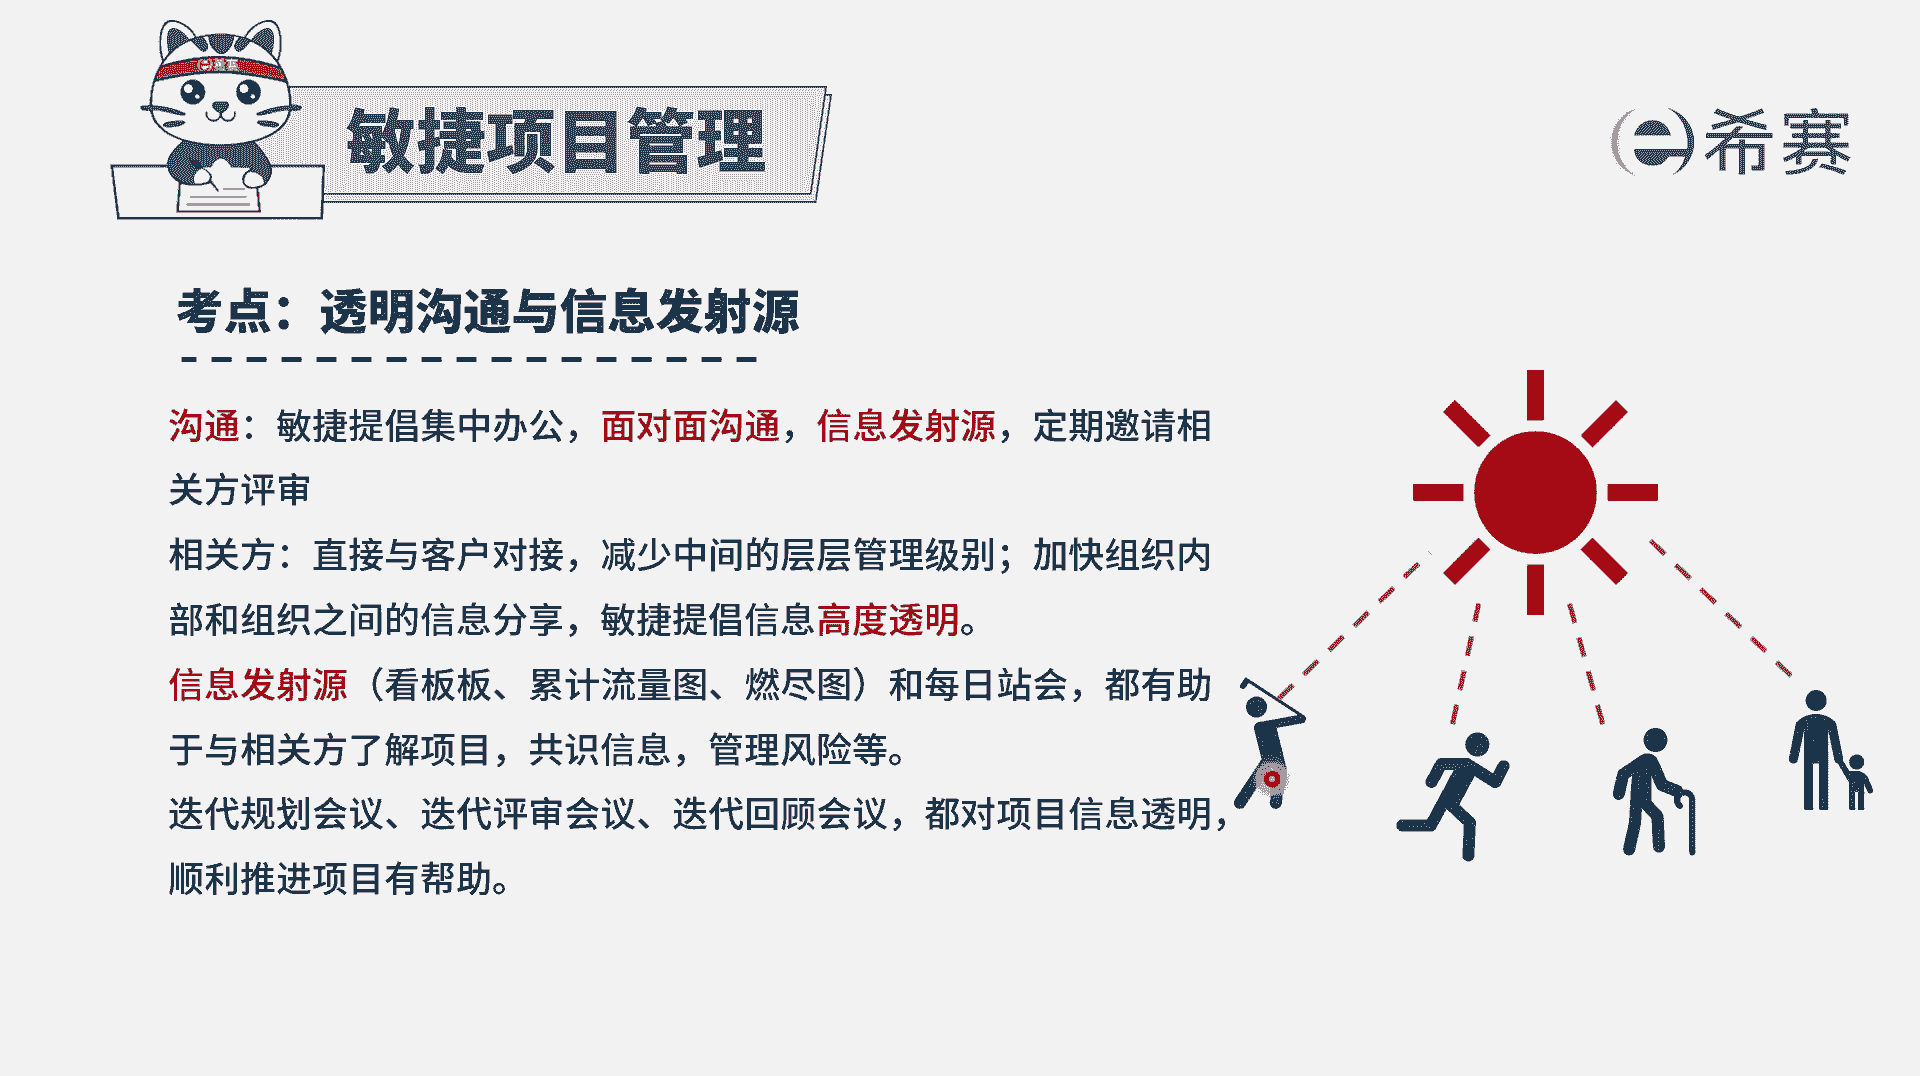 敏捷项目管理
e希赛
考点：透明沟通与信息发射源
沟通：敏捷提倡集中办公，面对面沟通，信息发射源，定期邀请相
关方评审
相关方：直接与客户对接，减少中间的层层管理级别；加快组织内
部和组织之间的信息分享，敏捷提倡信息高度透明。
信息发射源（看板板、累计流量图、燃尽图）和每日站会，都有助
于与相关方了解项目，共识信息，管理风险等。
迭代规划会议、迭代评审会议、迭代回顾会议，都对项目信息透明，
顺利推进项目有帮助。